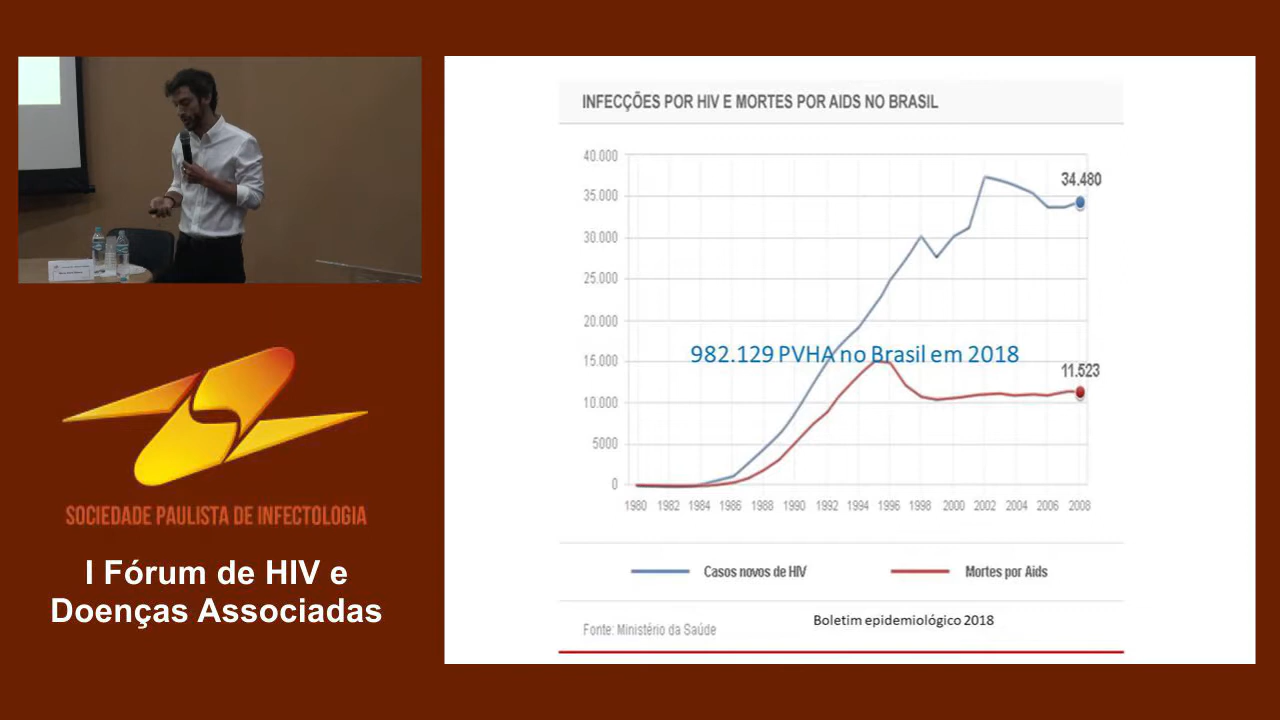 INFECÇÕES POR HIV E MORTES POR AIDS NO BRASIL
40.000
35.000
30.000
25.000
20.000
15.000
10.000
5000
0
34.480
982.129 PVHA no Brasil em 2018
11.523
1980 1982 1984 1986 1988 1990 1992 1994 1996 1998 2000 2002 2004 2006 2008
Casos novos de HIV
Mortes por Aids
Fonte: Ministério da Saúde
Boletim epidemiológico 2018
SOCIEDADE PAULISTA DE INFECTOLOGIA
I Fórum de HIV e
Doenças Associadas